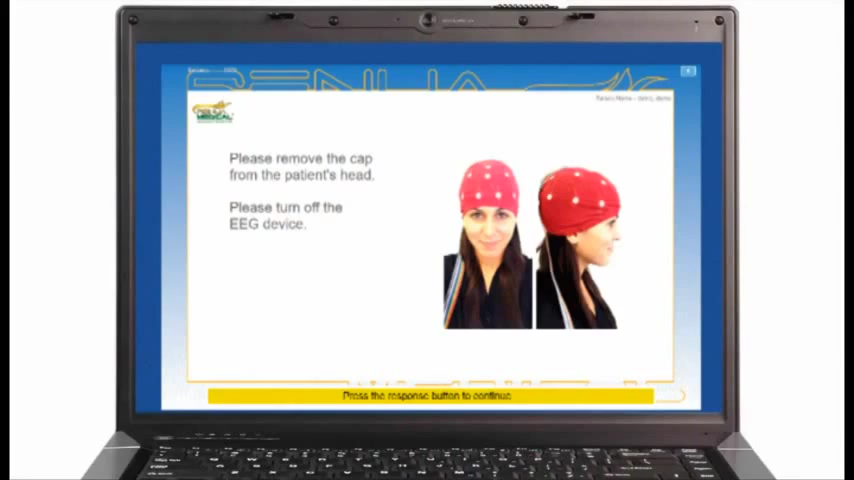 Please remove the cap
from the patient's head.
Please turn off the
EEG device.
MEDICAL
Press the response button to continue